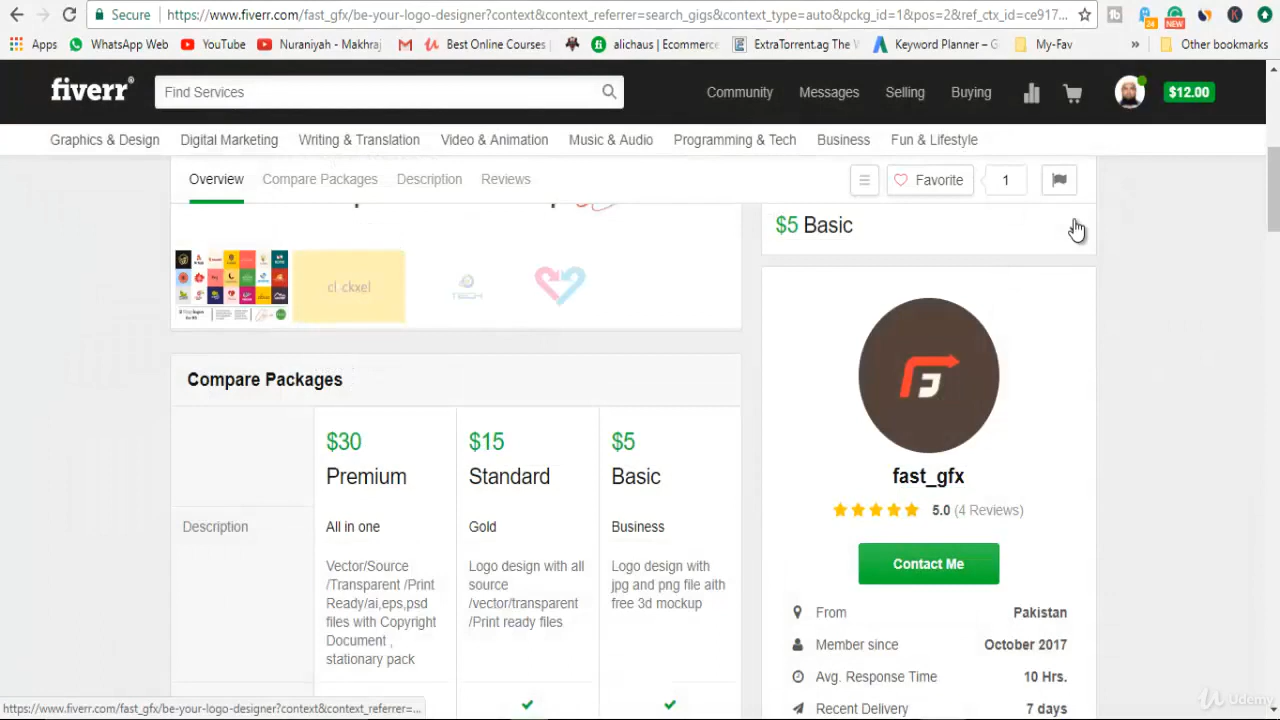 Secure
https://www.fiverr.com/fast_gfx/be-your-logo-designer?context&context_referrer=search_gigs&context_type=auto&pckg_id=1&pos=2&ref_ctx_id=ce917...
24
NEW
Apps
WhatsApp Web
YouTube
Nuraniyah - Makhraj
Best Online Courses
alichaus | Ecommerce
ExtraTorrent.ag The W
Keyword Planner – G
My-Fav
»
Other bookmarks
fiverr
Find Services
Community
Messages
Selling
Buying
$12.00
Graphics & Design
Digital Marketing
Writing & Translation
Video & Animation
Music & Audio
Programming & Tech
Business
Fun & Lifestyle
Overview
Compare Packages
Description
Reviews
Favorite
1
$5 Basic
cl ckxel
TECH
Compare Packages
$30
Premium
$15
Standard
$5
Basic
Description
All in one
Gold
Business
Vector/Source
/Transparent /Print
Ready/ai,eps,psd
files with Copyright
Document ,
stationary pack
Logo design with all
source
/vector/transparent
/Print ready files
Logo design with
jpg and png file aith
free 3d mockup
fast_gfx
5.0 (4 Reviews)
Contact Me
From
Pakistan
Member since
October 2017
Avg. Response Time
10 Hrs.
Recent Delivery
7 days
https://www.fiverr.com/fast_gfx/be-your-logo-designer?context&context_referrer=...
Udemy